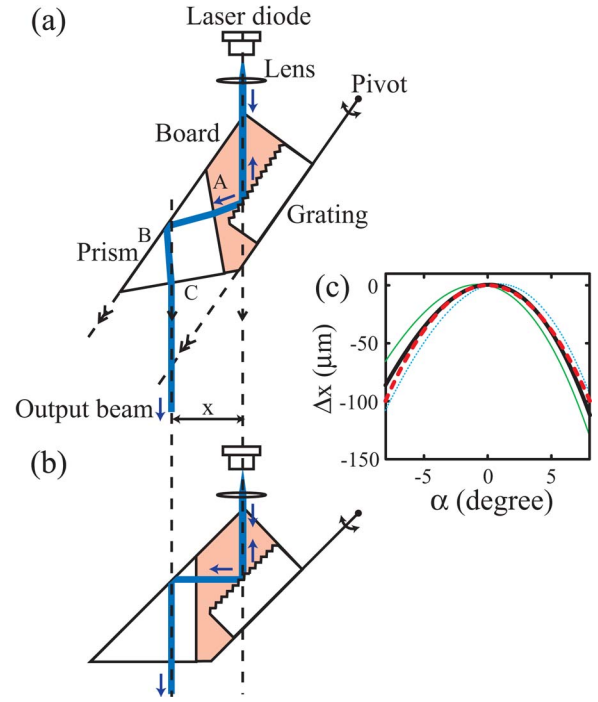 (a)
Laser diode
Lens
Pivot
Board
A
Grating
B
Prism
C
(c)
0
-50
-100
-150
Δx (μm)
-5
0
5
α (degree)
Output beam
x
(b)